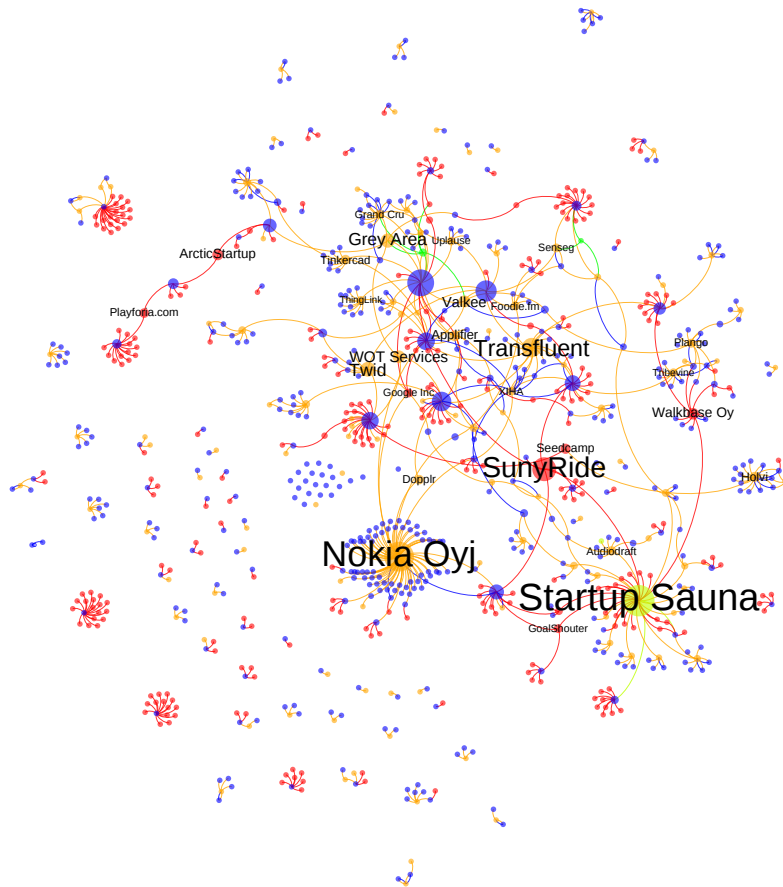 Grand Cru
Grey Area
Uplause
Senseg
ArcticStartup
Tinkercad
ThingLink
Valkee
Foodie.fm
Playforia.com
Applifier
Transfluent
Plango
WOT Services
Twid
Tribevine
Google Inc.
XIHA
Walkbase Oy
Seedcamp
SunyRide
Dopplr
Holvi
Nokia Oyj
Audiodraft
Startup Sauna
GoalShouter